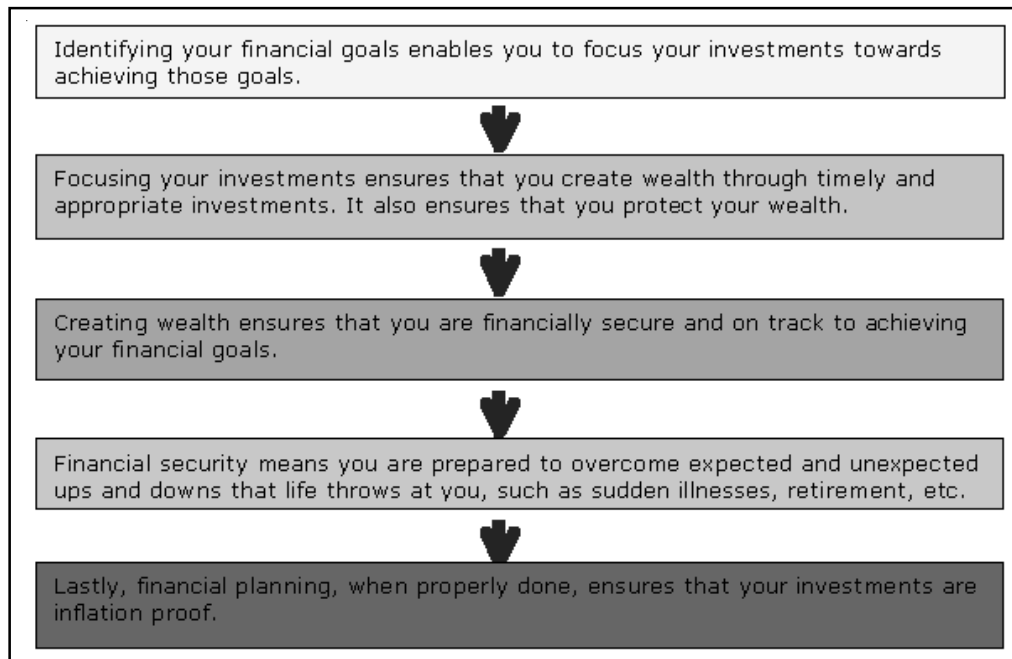 Identifying your financial goals enables you to focus your investments towards
achieving those goals.
Focusing your investments ensures that you create wealth through timely and
appropriate investments. It also ensures that you protect your wealth.
Creating wealth ensures that you are financially secure and on track to achieving
your financial goals.
Financial security means you are prepared to overcome expected and unexpected
ups and downs that life throws at you, such as sudden illnesses, retirement, etc.
Lastly, financial planning, when properly done, ensures that your investments are
inflation proof.